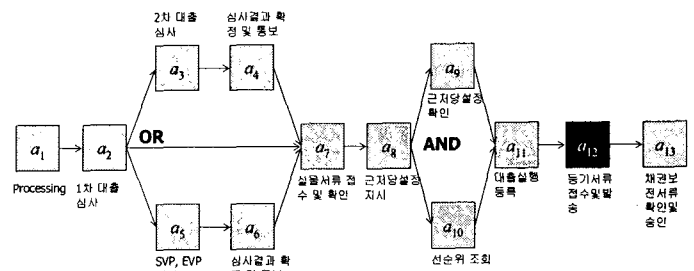 2차 대출
심사
심사결과 확
정 및 통보
a3
a4
a9
근저당설정
확인
OR
AND
a1
a2
a7
a8
a11
a12
a13
Processing
1차 대출
심사
실물서류 접
수 및 확인
근저당설정
지시
대출실행
등록
등기서류
접수및발
송
채권보
전서류
확인및
승인
a5
a6
a10
SVP, EVP
심사결과 확
선순위 조회